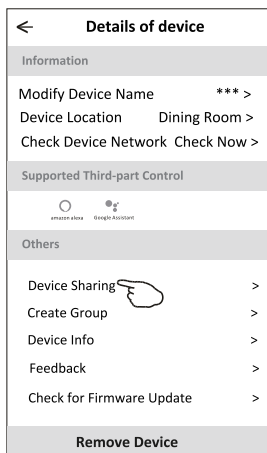 Details of device
Information
Modify Device Name *** >
Device Location Dining Room >
Check Device Network Check Now >
Supported Third-part Control
amazon alexa Google Assistant
Others
Device Sharing >
Create Group >
Device Info >
Feedback >
Check for Firmware Update >
Remove Device